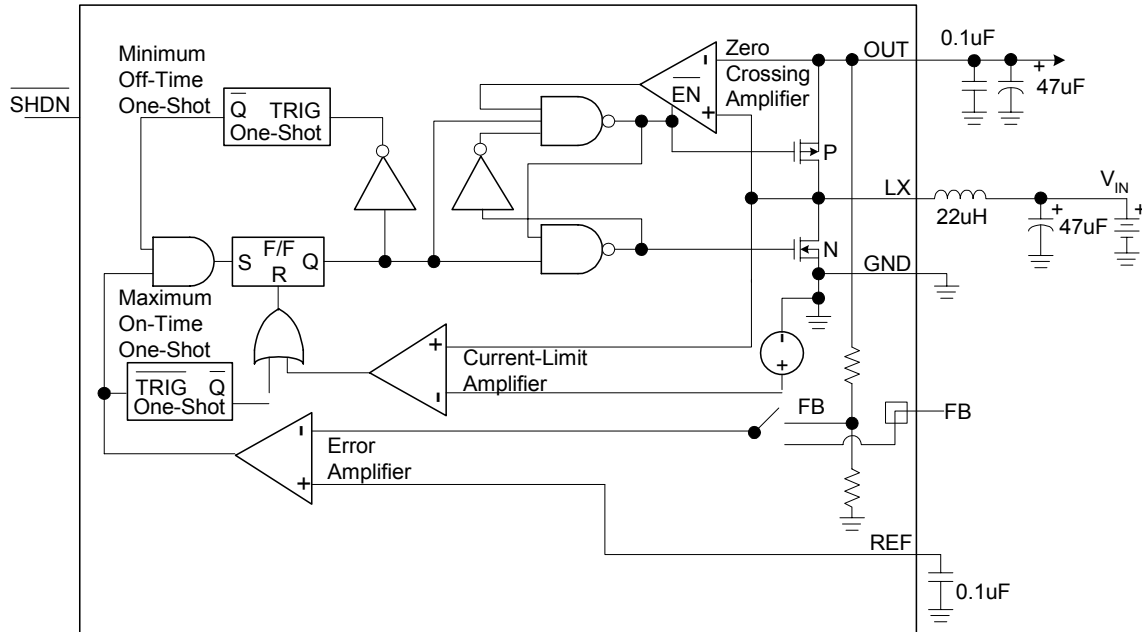 Minimum
Off-Time
One-Shot
SHDN
Q TRIG
One-Shot
Zero
Crossing
Amplifier
EN
-
+
OUT
0.1uF
+
47uF
P
LX
22uH
+
47uF
VIN
+
N
GND
S F/F Q
R
Maximum
On-Time
One-Shot
TRIG Q
One-Shot
+
-
Current-Limit
Amplifier
-
+
FB
FB
-
+
Error
Amplifier
REF
0.1uF